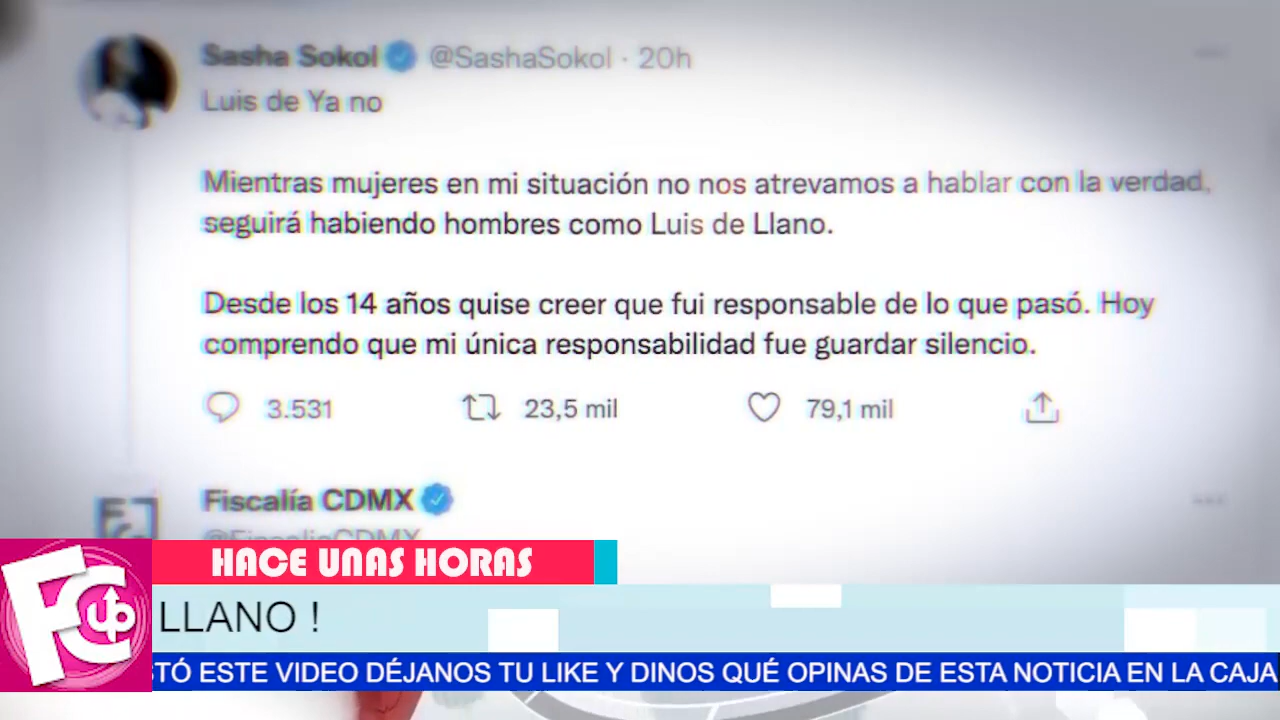 Sasha Sokol @SashaSokol · 20h
Luis de Ya no
Mientras mujeres en mi situación no nos atrevamos a hablar con la verdad,
seguirá habiendo hombres como Luis de Llano.
Desde los 14 años quise creer que fui responsable de lo que pasó. Hoy
comprendo que mi única responsabilidad fue guardar silencio.
3.531 23,5 mil 79,1 mil
Fiscalía CDMX
@FiscaliaCDMX
HACE UNAS HORAS
FC up
LLANO !
STÓ ESTE VIDEO DÉJANOS TU LIKE Y DINOS QUÉ OPINAS DE ESTA NOTICIA EN LA CAJA